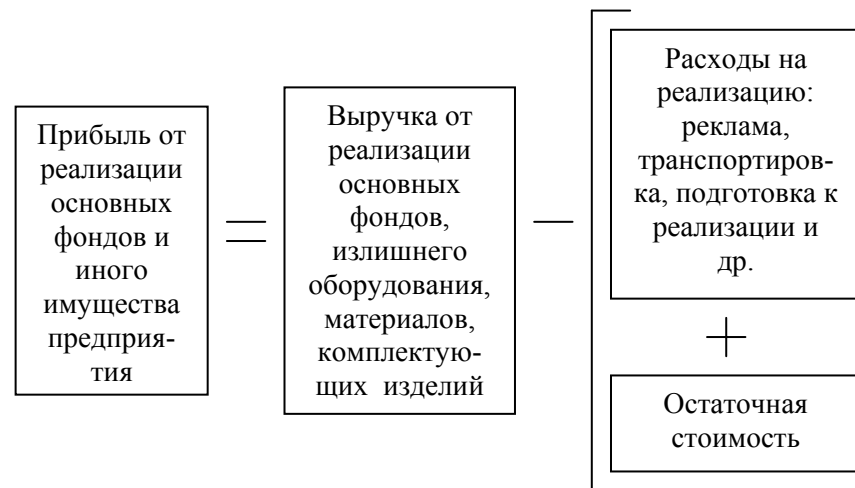 Прибыль от
реализации
основных
фондов и
иного
имущества
предприя-
тия
=
Выручка от
реализации
основных
фондов,
излишнего
оборудования,
материалов,
комплектую-
щих изделий
—
Расходы на
реализацию:
реклама,
транспортиров-
ка, подготовка к
реализации и
др.
+
Остаточная
стоимость